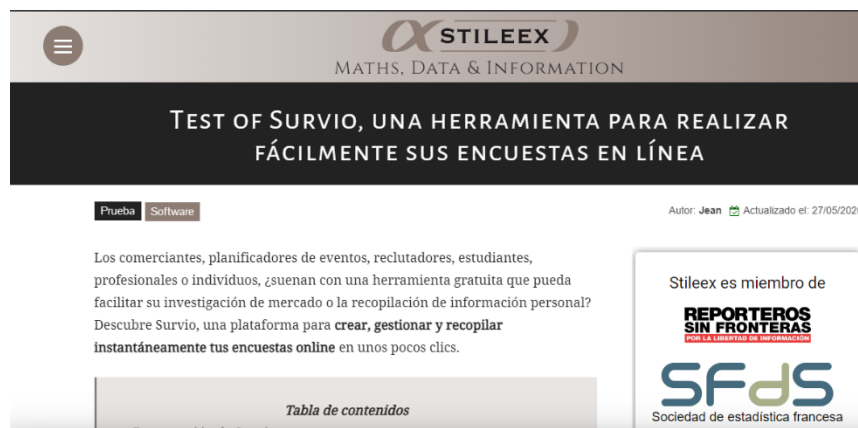 STILEEX
MATHS, DATA & INFORMATION
TEST OF SURVIO, UNA HERRAMIENTA PARA REALIZAR
FÁCILMENTE SUS ENCUESTAS EN LÍNEA
Prueba Software
Autor: Jean Actualizado el: 27/05/202
Los comerciantes, planificadores de eventos, reclutadores, estudiantes,
profesionales o individuos, ¿suenan con una herramienta gratuita que pueda
facilitar su investigación de mercado o la recopilación de información personal?
Descubre Survio, una plataforma para crear, gestionar y recopilar
instantáneamente tus encuestas online en unos pocos clics.
Tabla de contenidos
Stileex es miembro de
REPORTEROS
SIN FRONTERAS
POR LA LIBERTAD DE INFORMACIÓN
SFdS
Sociedad de estadística francesa